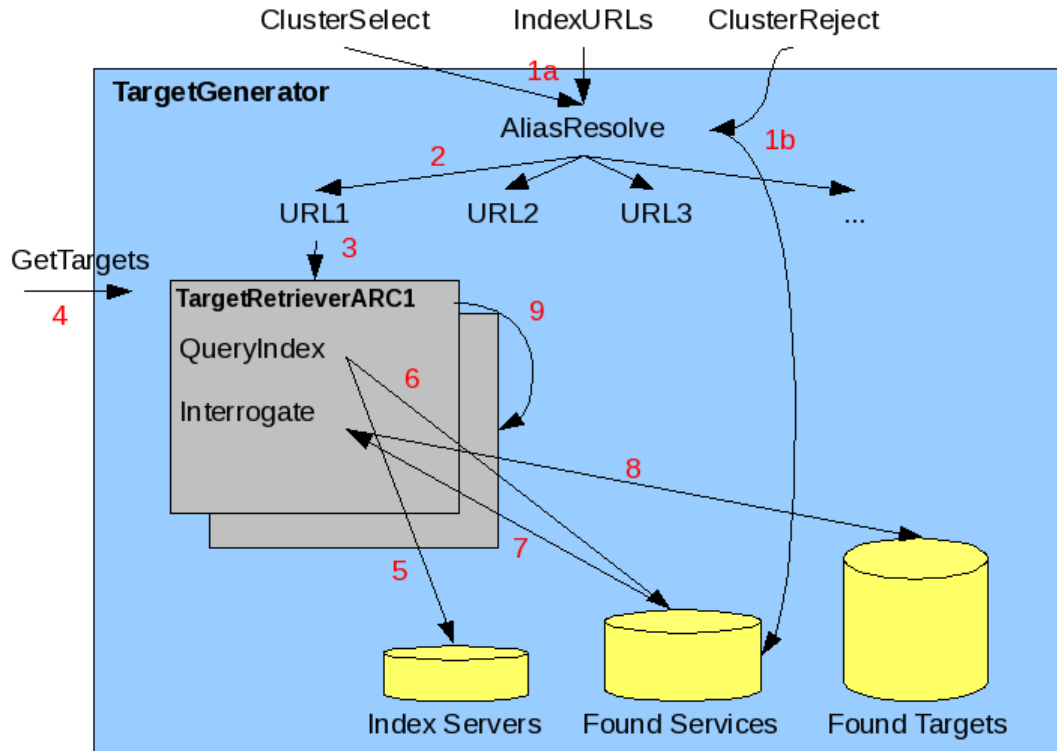 ClusterSelect
IndexURLs
ClusterReject
1a
TargetGenerator
AliasResolve
1b
2
URL1
URL2
URL3
...
3
GetTargets
4
TargetRetrieverARC1
9
QueryIndex
6
Interrogate
8
7
5
Index Servers
Found Services
Found Targets